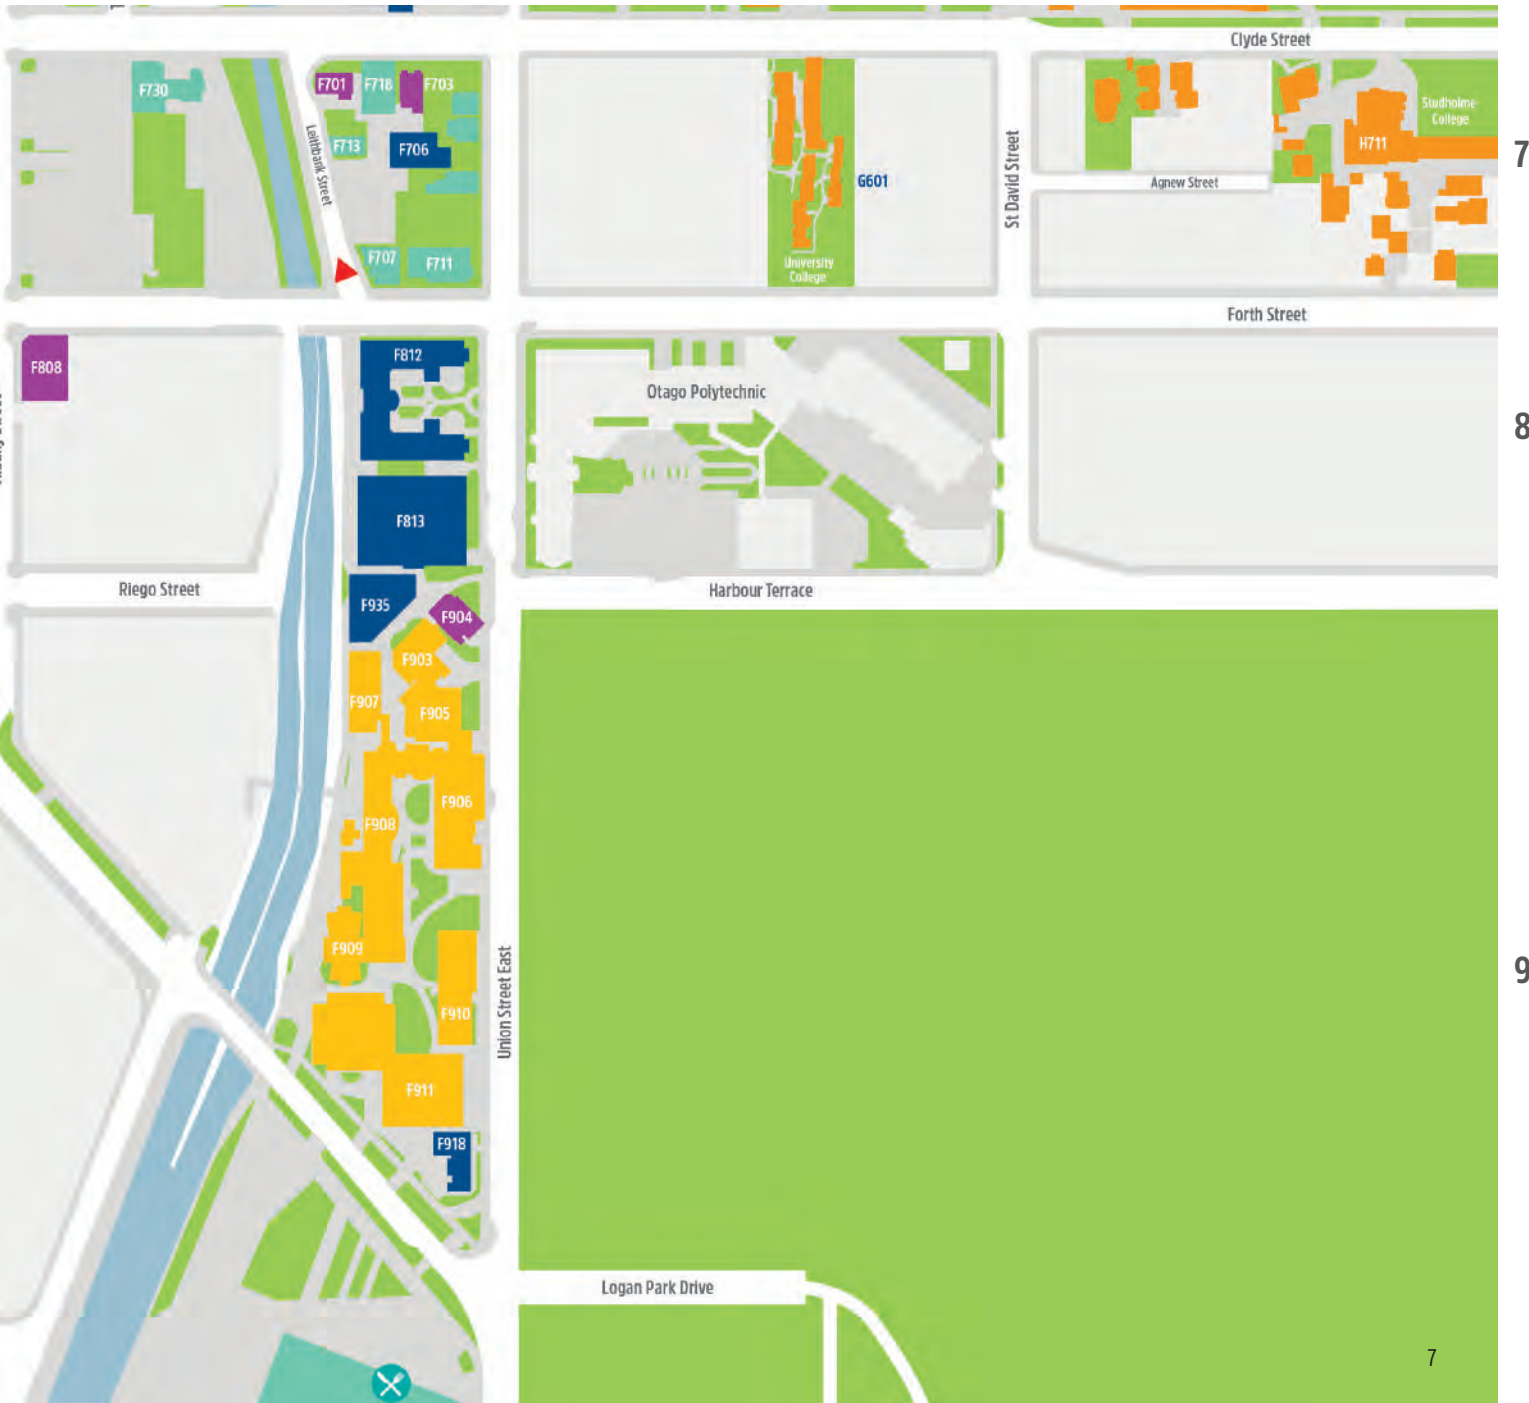 Clyde Street
7
F730
F701
F718
F703
F713
F706
Leithbank Street
F707
F711
G601
University
College
St David Street
Studholme
College
H711
Agnew Street
Forth Street
F808
F812
8
Otago Polytechnic
F813
Riego Street
F935
F904
Harbour Terrace
F903
F907
F905
F906
F908
F909
9
F910
Union Street East
F911
F918
Logan Park Drive
7